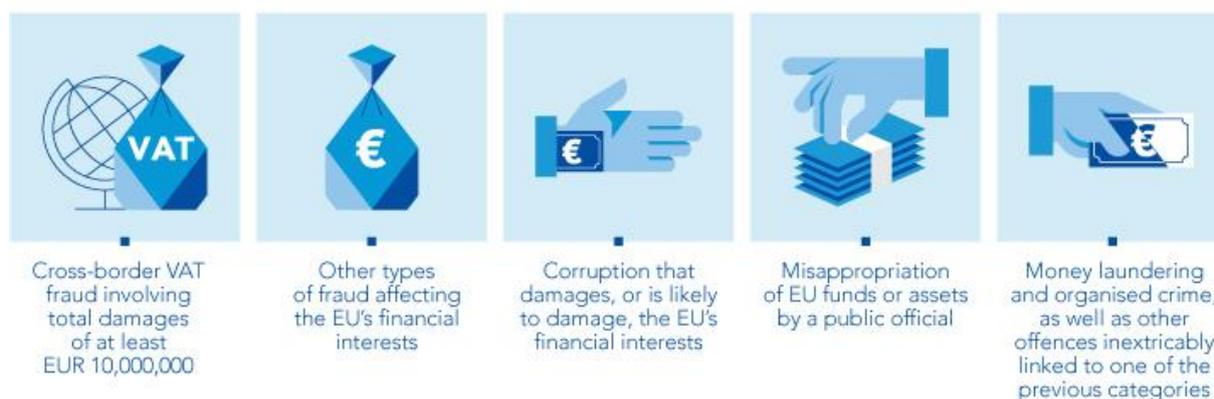 VAT
€
€
€
Cross-border VAT
fraud involving
total damages
of at least
EUR 10,000,000
Other types
of fraud affecting
the EU's financial
interests
Corruption that
damages, or is likely
to damage, the EU's
financial interests
Misappropriation
of EU funds or assets
by a public official
Money laundering
and organised crime,
as well as other
offences inextricably
linked to one of the
previous categories